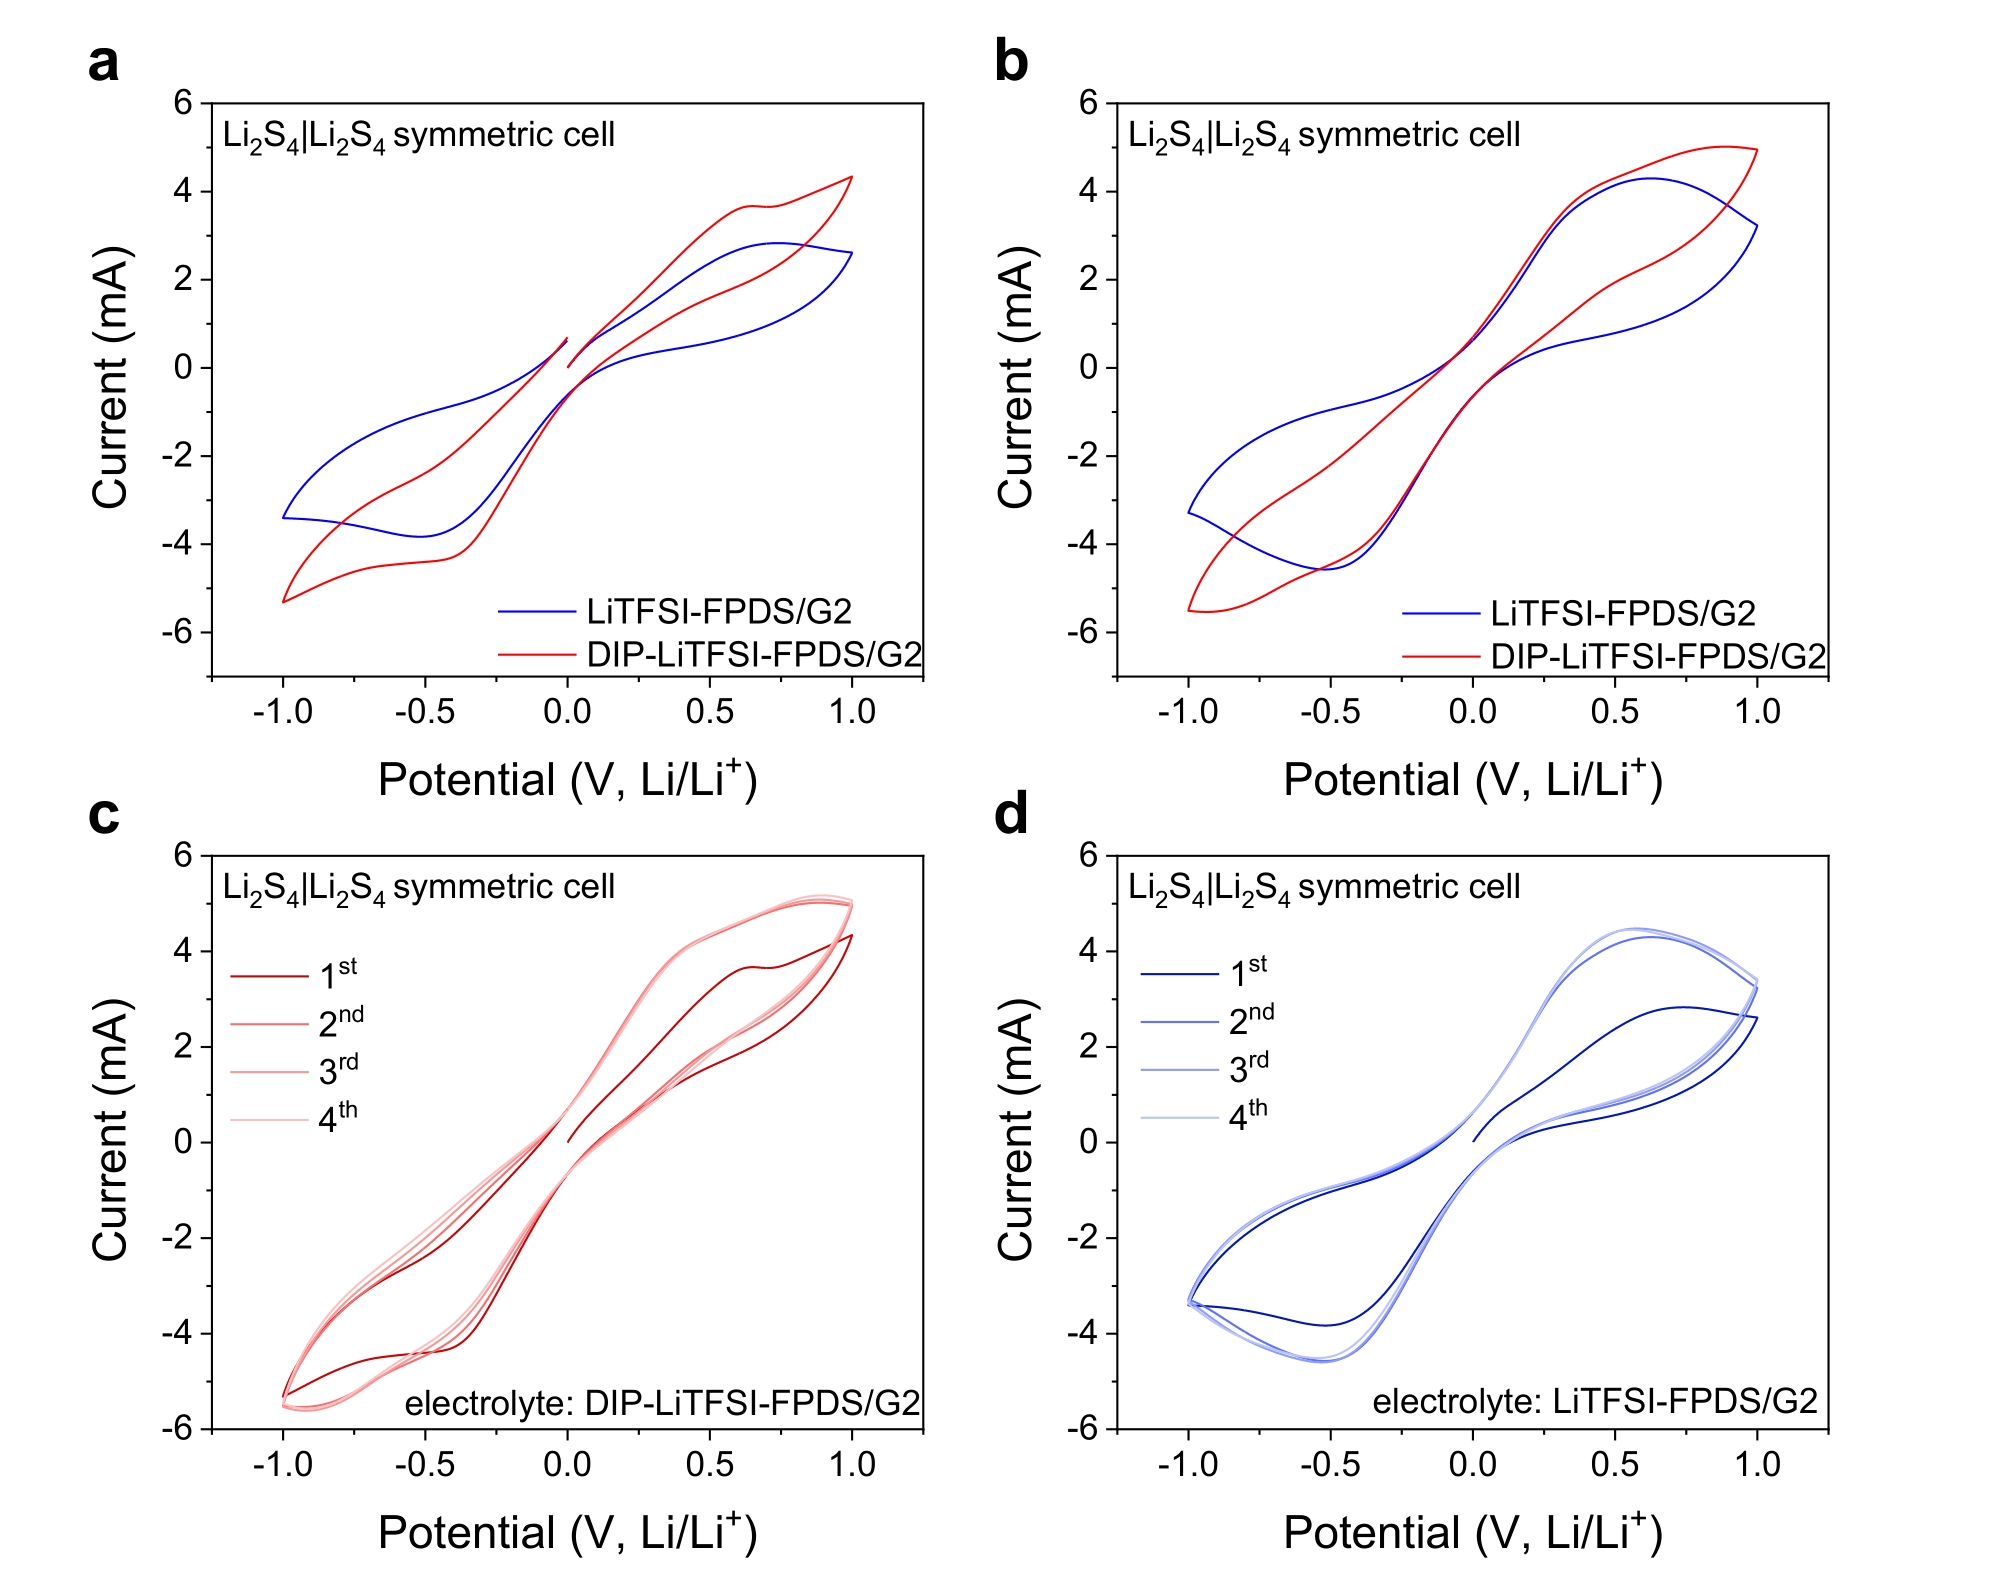 a
Li₂S₄|Li₂S₄ symmetric cell
6
4
2
0
-2
-4
-6
Current (mA)
LiTFSI-FPDS/G2
DIP-LiTFSI-FPDS/G2
-1.0 -0.5 0.0 0.5 1.0
Potential (V, Li/Li⁺)
b
Li₂S₄|Li₂S₄ symmetric cell
6
4
2
0
-2
-4
-6
Current (mA)
LiTFSI-FPDS/G2
DIP-LiTFSI-FPDS/G2
-1.0 -0.5 0.0 0.5 1.0
Potential (V, Li/Li⁺)
c
Li₂S₄|Li₂S₄ symmetric cell
6
4
2
0
-2
-4
-6
Current (mA)
1ˢᵗ
2ⁿᵈ
3ʳᵈ
4ᵗʰ
electrolyte: DIP-LiTFSI-FPDS/G2
-1.0 -0.5 0.0 0.5 1.0
Potential (V, Li/Li⁺)
d
Li₂S₄|Li₂S₄ symmetric cell
6
4
2
0
-2
-4
-6
Current (mA)
1ˢᵗ
2ⁿᵈ
3ʳᵈ
4ᵗʰ
electrolyte: LiTFSI-FPDS/G2
-1.0 -0.5 0.0 0.5 1.0
Potential (V, Li/Li⁺)